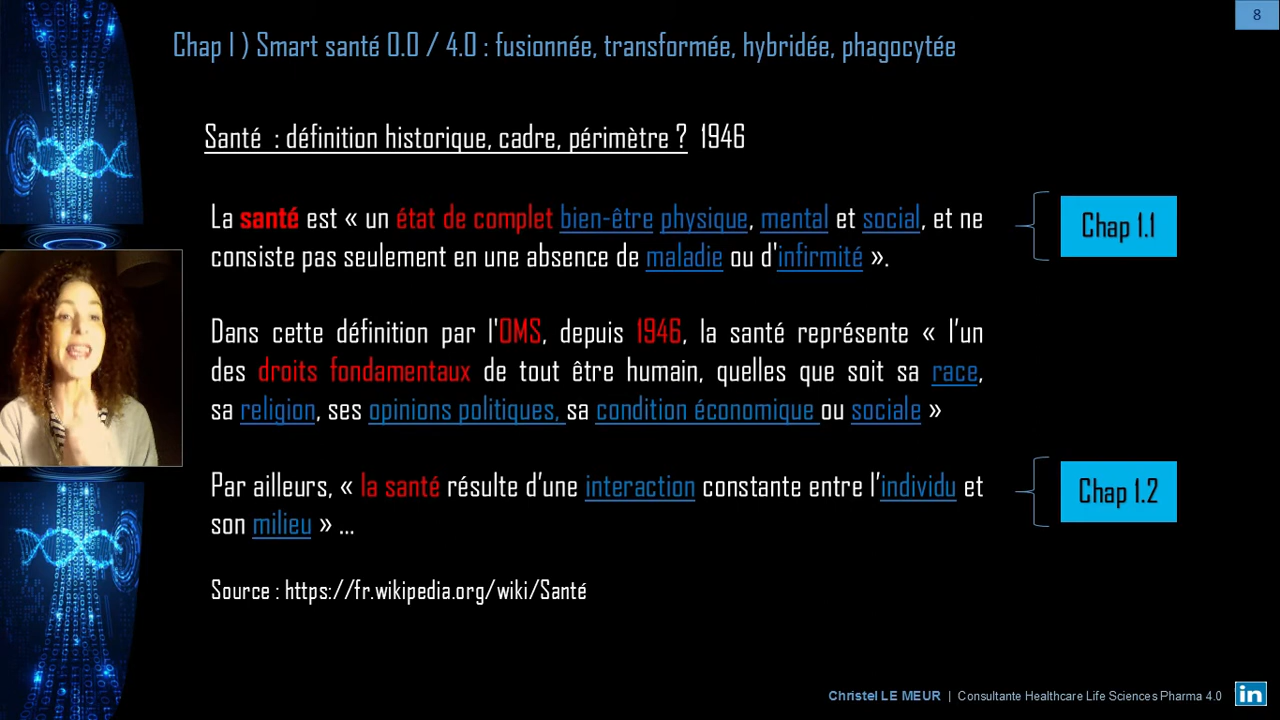 8
Chap I ) Smart santé 0.0 / 4.0 : fusionnée, transformée, hybridée, phagocytée
Santé : définition historique, cadre, périmètre ? 1946
La santé est « un état de complet bien-être physique, mental et social, et ne
consiste pas seulement en une absence de maladie ou d'infirmité ».
Chap 1.1
Dans cette définition par l'OMS, depuis 1946, la santé représente « l’un
des droits fondamentaux de tout être humain, quelles que soit sa race,
sa religion, ses opinions politiques, sa condition économique ou sociale »
Par ailleurs, « la santé résulte d’une interaction constante entre l’individu et
son milieu » ...
Chap 1.2
Source : https://fr.wikipedia.org/wiki/Santé
Christel LE MEUR | Consultante Healthcare Life Sciences Pharma 4.0
in